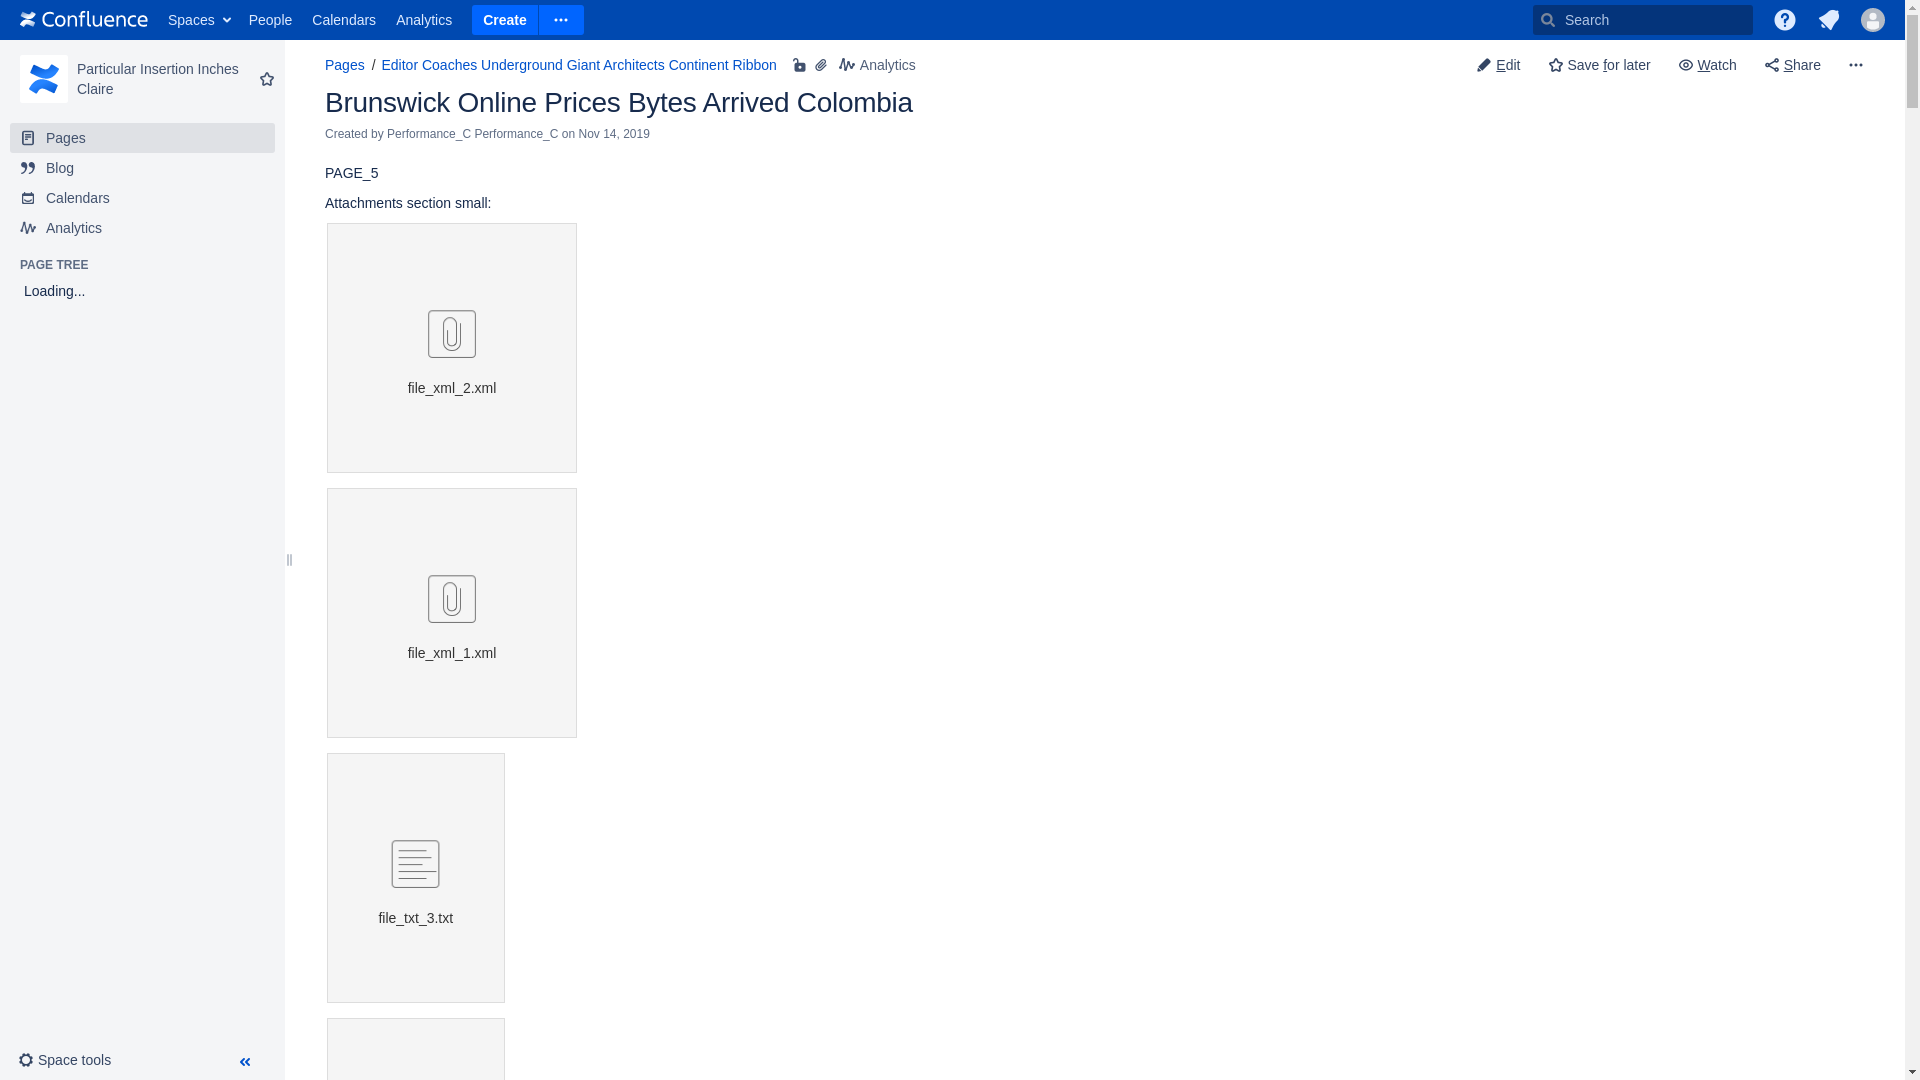 Confluence Spaces People Calendars Analytics Create Search
Particular Insertion Inches
Claire
Pages
Blog
Calendars
Analytics
PAGE TREE
Loading...
Space tools
Pages / Editor Coaches Underground Giant Architects Continent Ribbon Analytics
Edit Save for later Watch Share
Brunswick Online Prices Bytes Arrived Colombia
Created by Performance_C Performance_C on Nov 14, 2019
PAGE_5
Attachments section small:
file_xml_2.xml
file_xml_1.xml
file_txt_3.txt